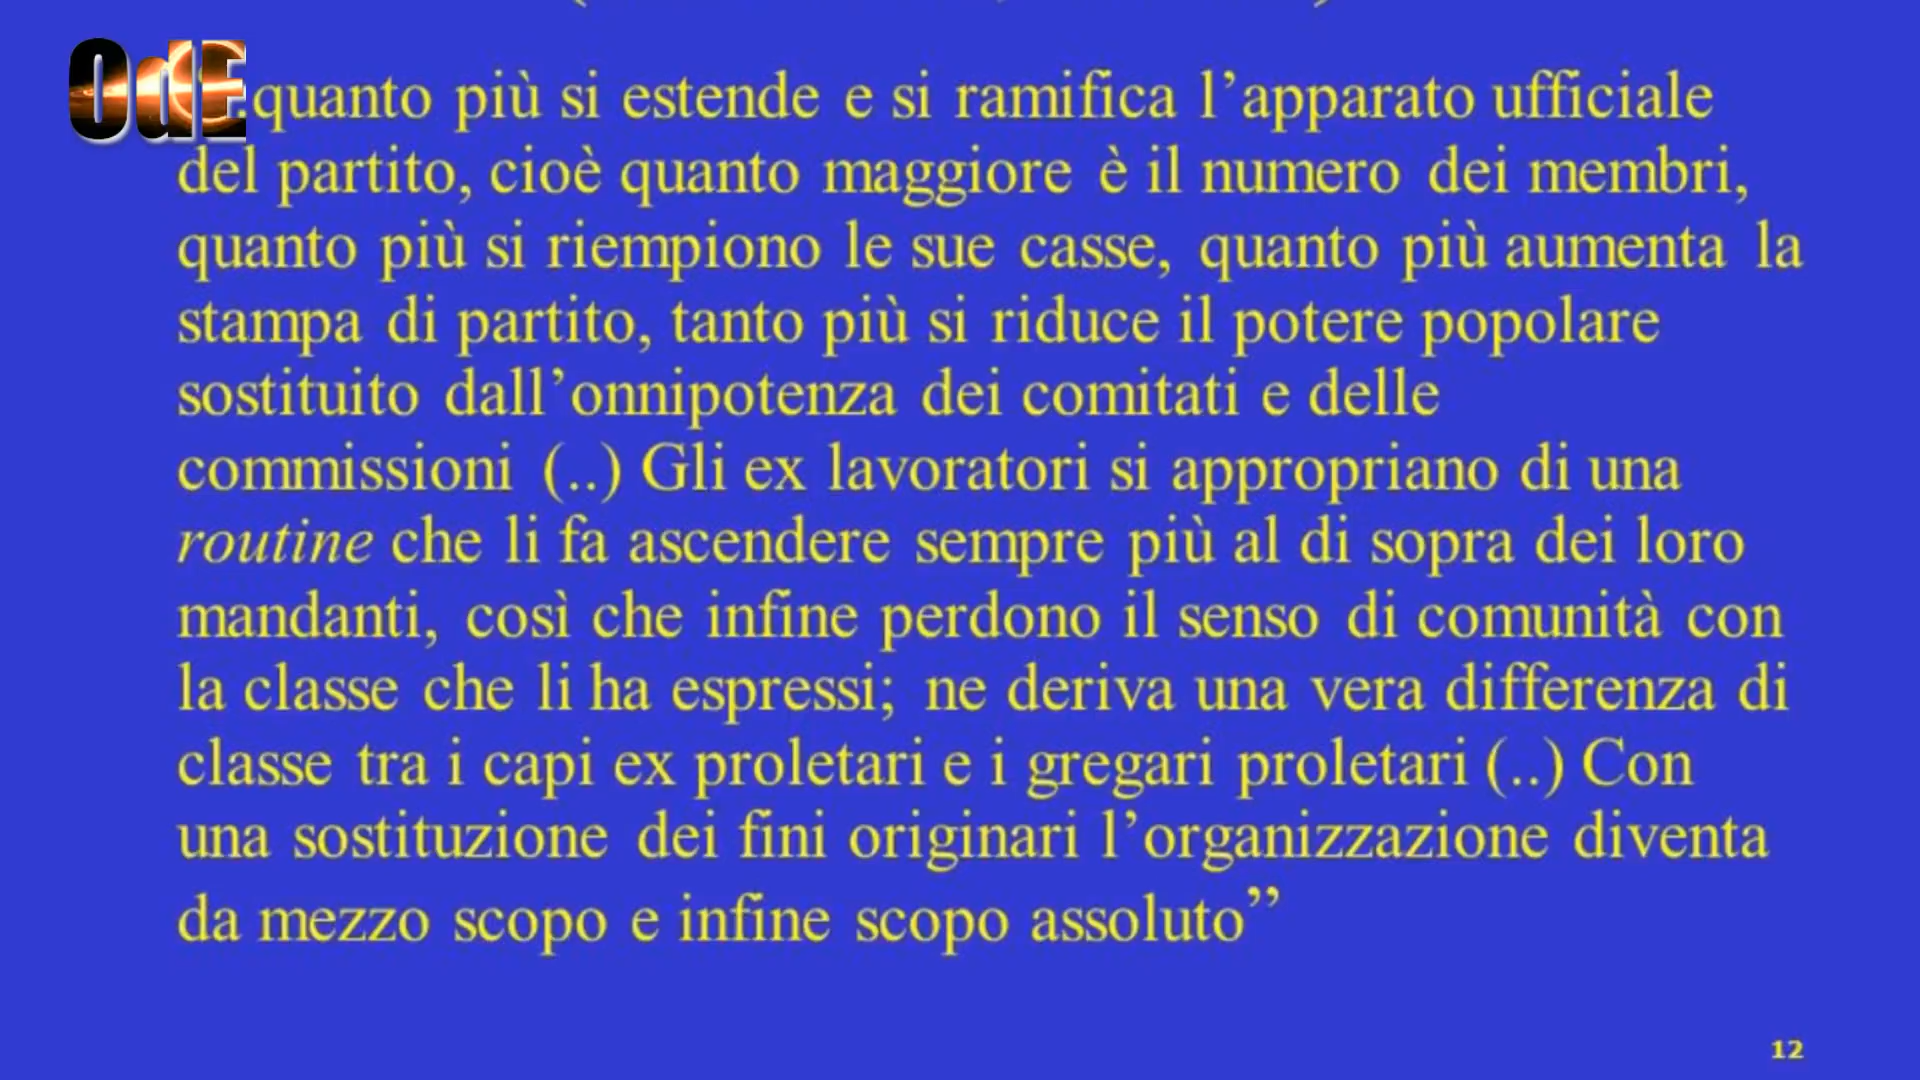 OdE
.quanto più si estende e si ramifica l’apparato ufficiale
del partito, cioè quanto maggiore è il numero dei membri,
quanto più si riempiono le sue casse, quanto più aumenta la
stampa di partito, tanto più si riduce il potere popolare
sostituito dall’onnipotenza dei comitati e delle
commissioni (..) Gli ex lavoratori si appropriano di una
routine che li fa ascendere sempre più al di sopra dei loro
mandanti, così che infine perdono il senso di comunità con
la classe che li ha espressi; ne deriva una vera differenza di
classe tra i capi ex proletari e i gregari proletari (..) Con
una sostituzione dei fini originari l’organizzazione diventa
da mezzo scopo e infine scopo assoluto”
12